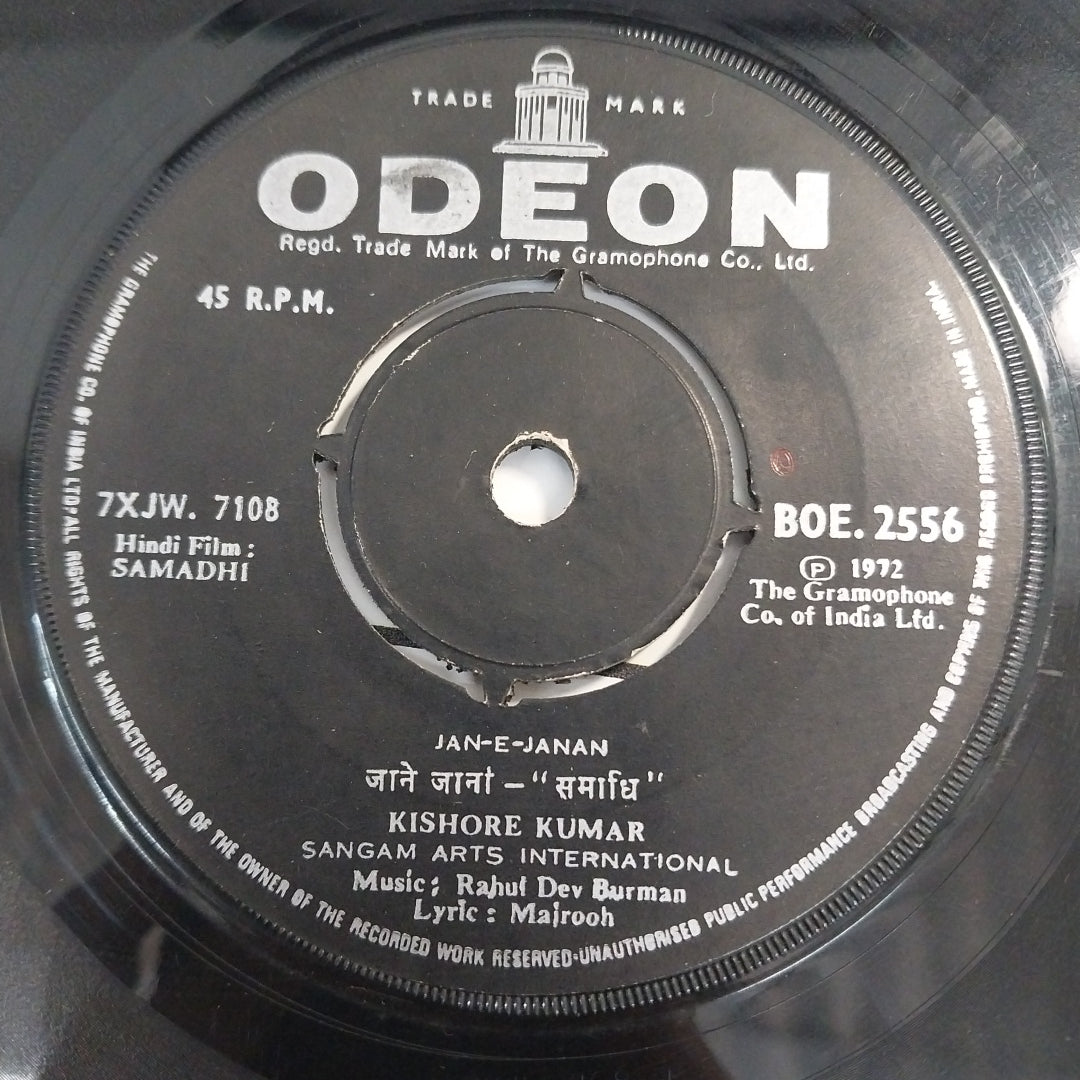 TRADE MARK
ODEON
Regd. Trade Mark of The Gramophone Co., Ltd.
45 R.P.M.
7XJW. 7108
Hindi Film :
SAMADHI
BOE. 2556
℗ 1972
The Gramophone
Co. of India Ltd.
JAN-E-JANAN
जाने जानां – "समाधि"
KISHORE KUMAR
SANGAM ARTS INTERNATIONAL
Music : Rahul Dev Burman
Lyric : Majrooh
THE GRAMOPHONE CO. OF INDIA LTD. ALL RIGHTS OF THE MANUFACTURER AND OF THE OWNER OF THE RECORDED WORK RESERVED·UNAUTHORISED PUBLIC PERFORMANCE BROADCASTING AND COPYING OF THIS RECORD PROHIBITED. MADE IN INDIA.